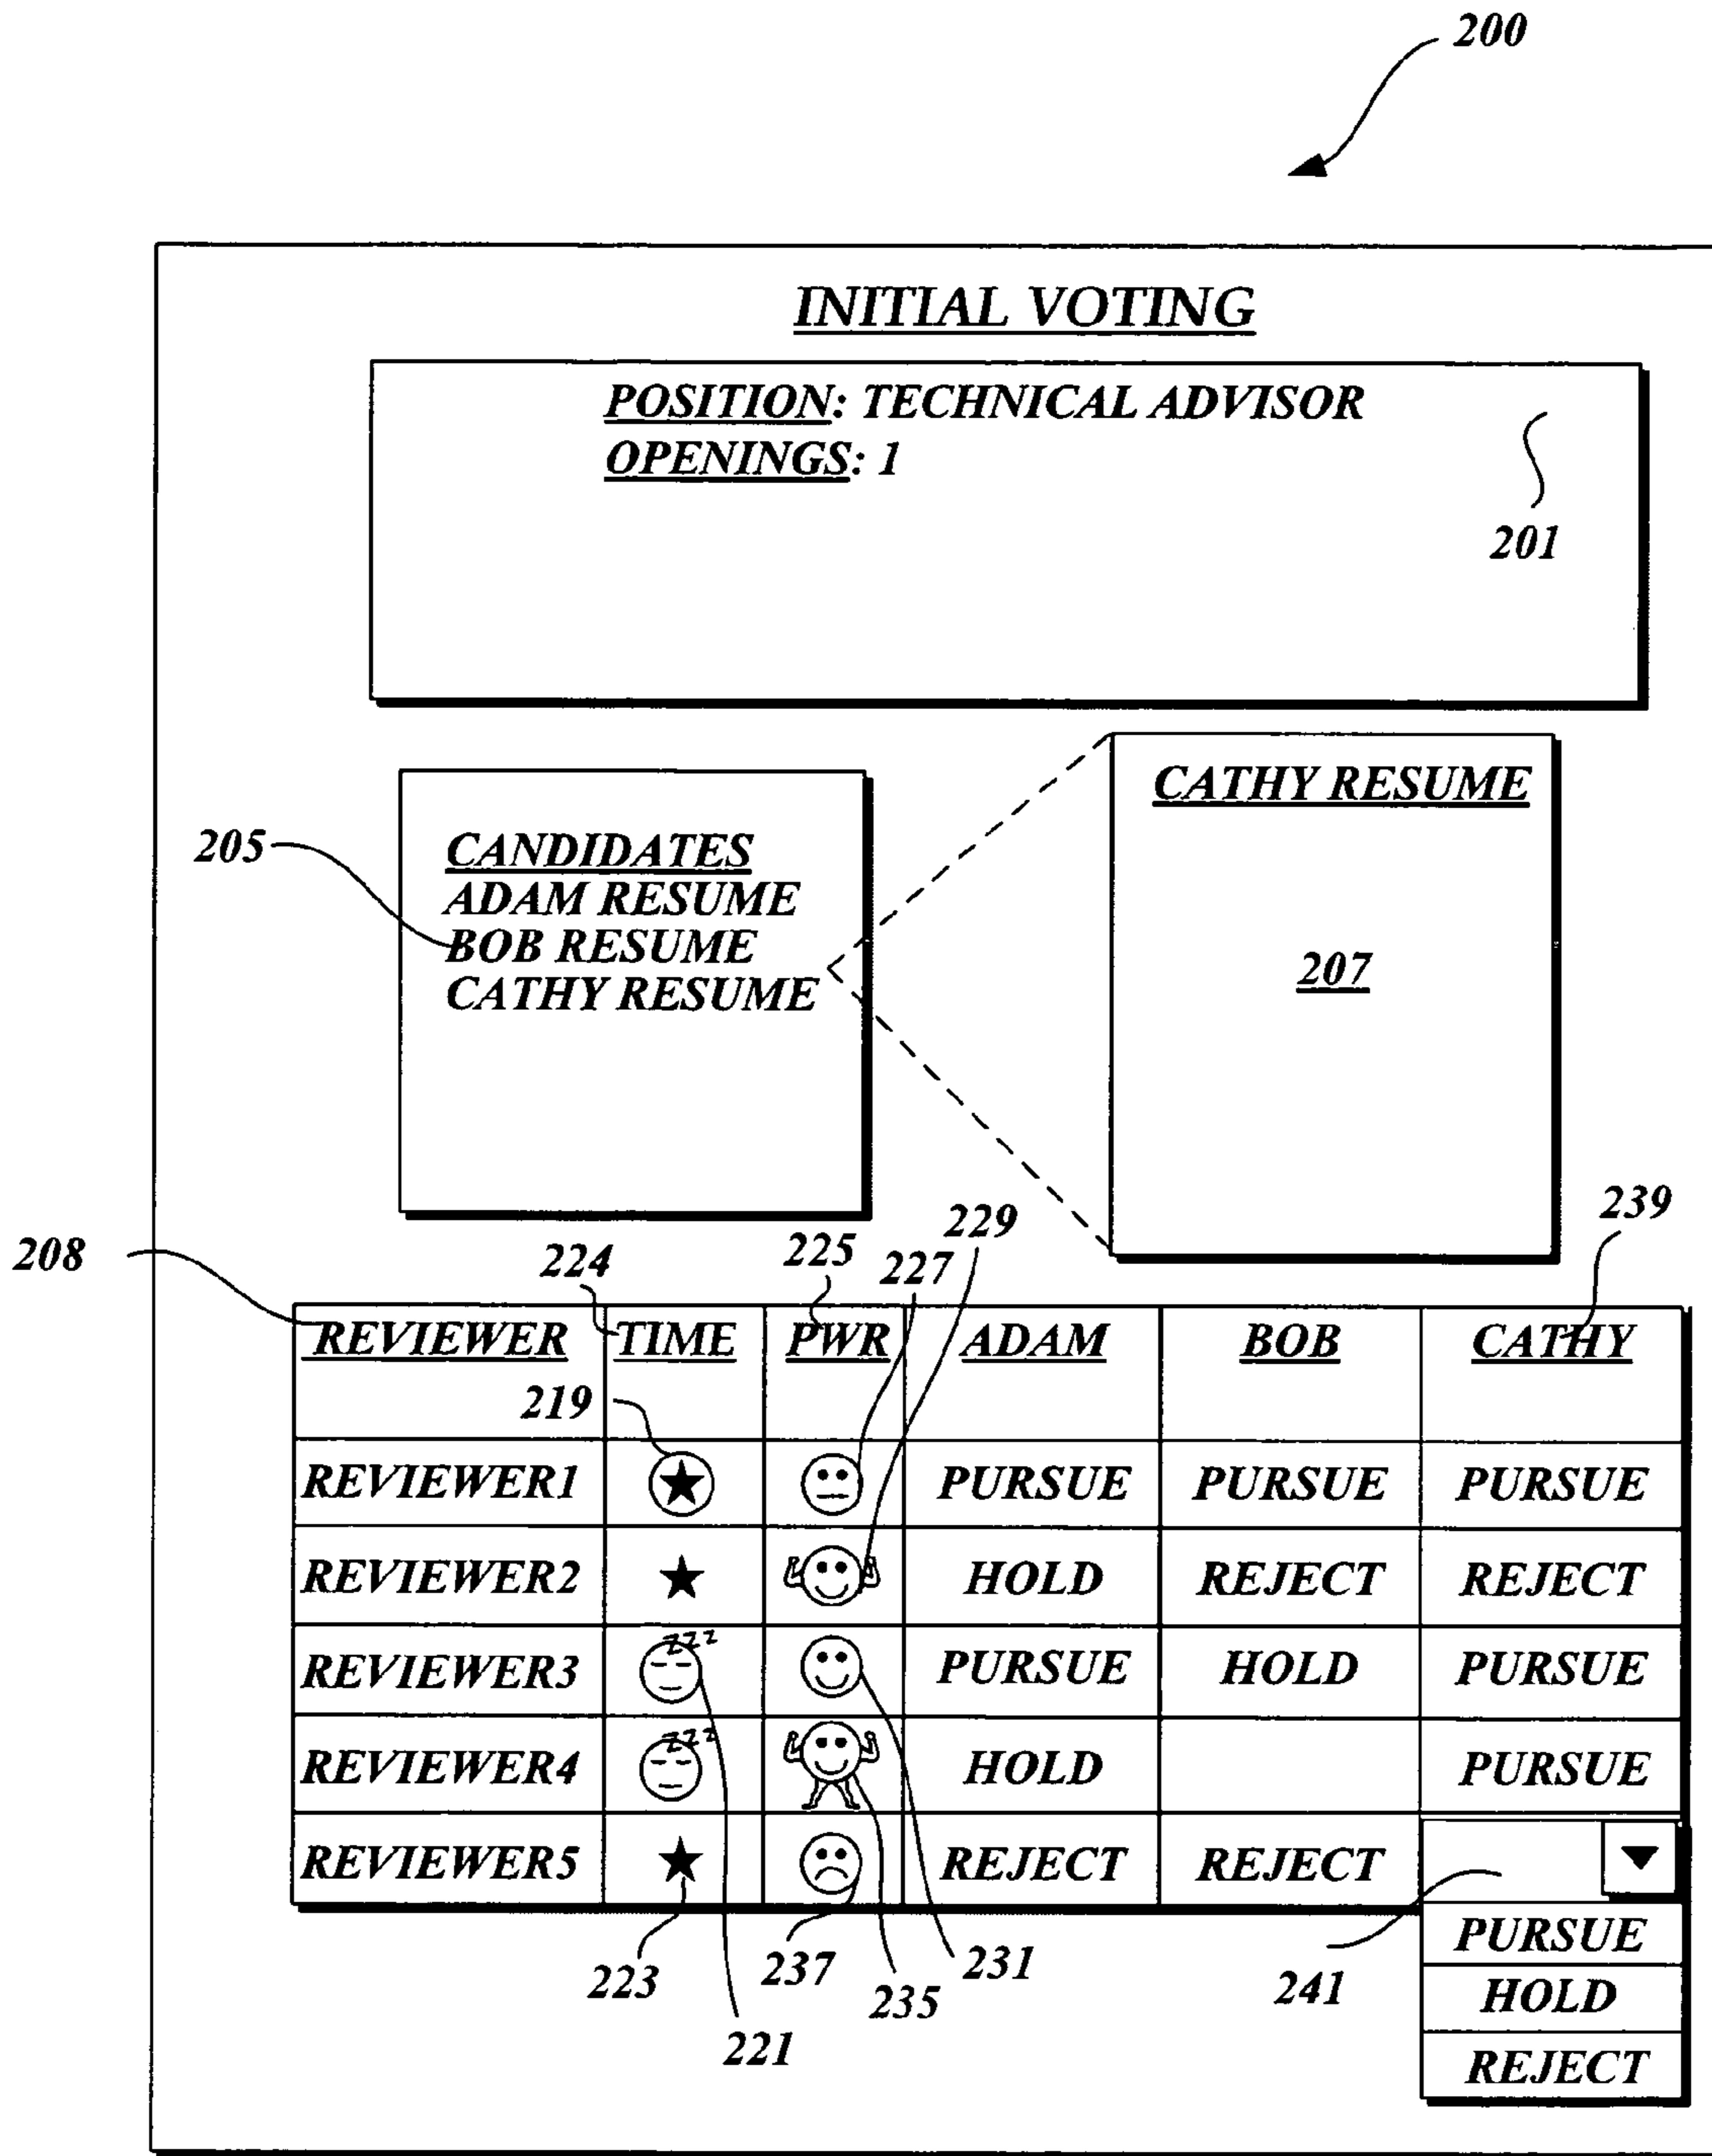 200
INITIAL VOTING
POSITION: TECHNICAL ADVISOR
OPENINGS: 1
201
CATHY RESUME
205
CANDIDATES
ADAM RESUME
BOB RESUME
CATHY RESUME
207
239
229
208
224
225
227
REVIEWER TIME PWR ADAM BOB CATHY
219
REVIEWER1 PURSUE PURSUE PURSUE
REVIEWER2 HOLD REJECT REJECT
zzz
REVIEWER3 PURSUE HOLD PURSUE
zzz
REVIEWER4 HOLD PURSUE
REVIEWER5 REJECT REJECT
PURSUE
223 237 231
235 241 HOLD
221
REJECT